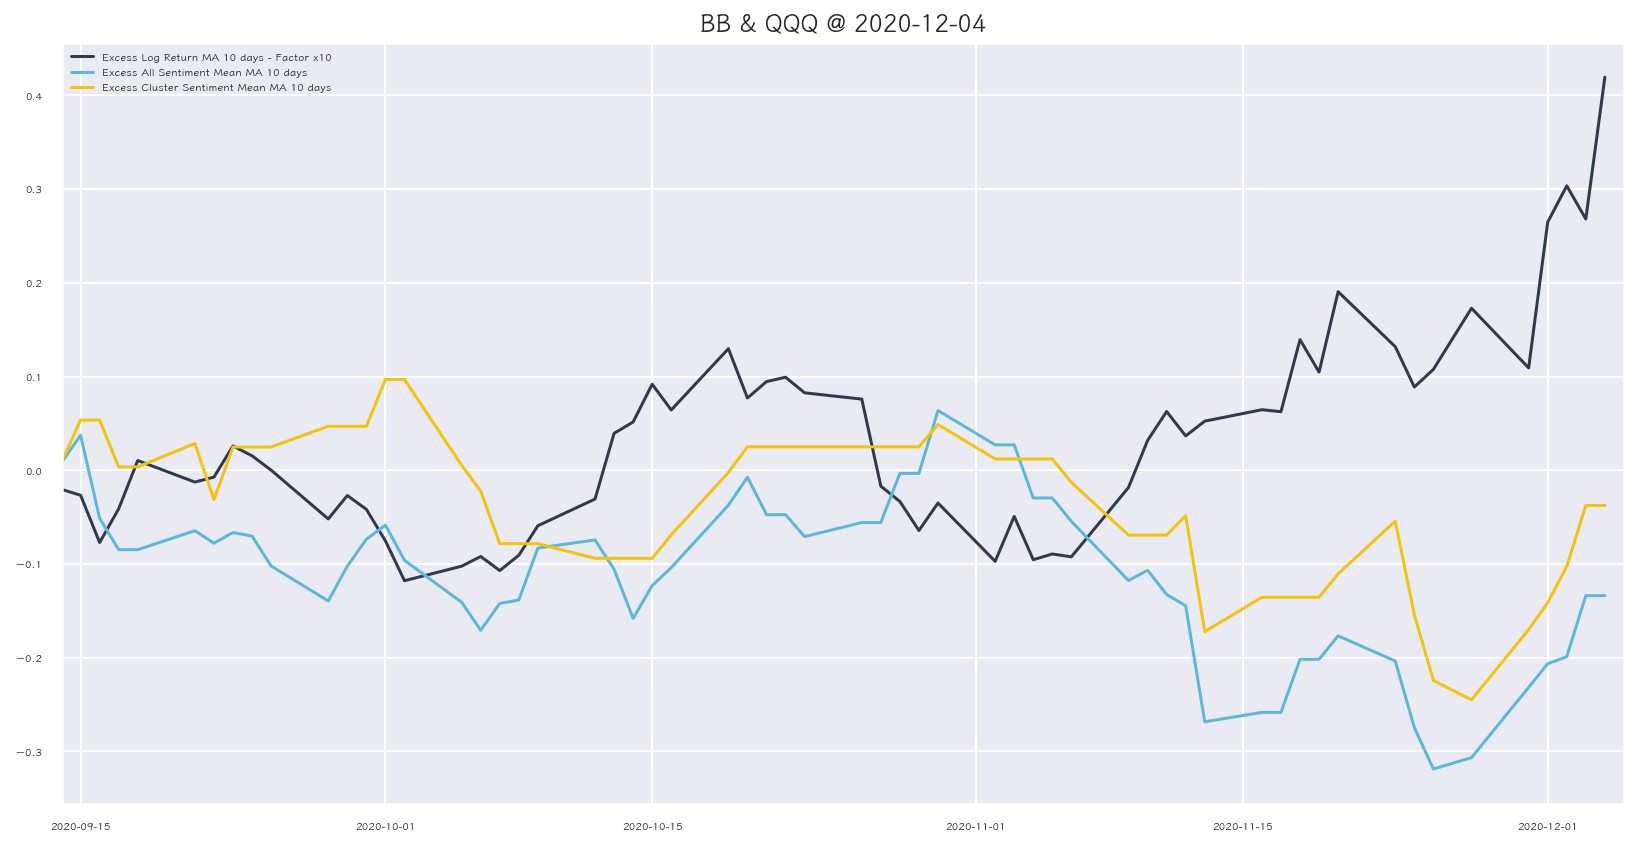 BB & QQQ @ 2020-12-04
Excess Log Return MA 10 days - Factor x10
Excess All Sentiment Mean MA 10 days
Excess Cluster Sentiment Mean MA 10 days
0.4
0.3
0.2
0.1
0.0
−0.1
−0.2
−0.3
2020-09-15 2020-10-01 2020-10-15 2020-11-01 2020-11-15 2020-12-01